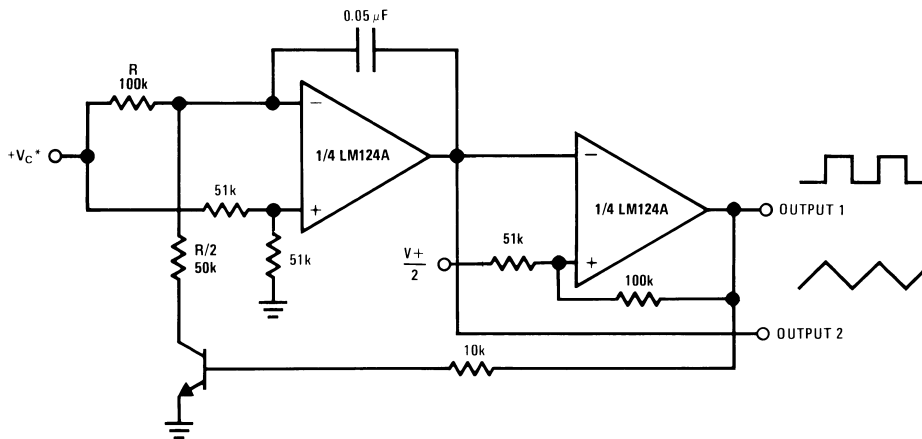 0.05 μF
R
100k
+VC*
−
1/4 LM124A
+
51k
51k
R/2
50k
−
1/4 LM124A
+
OUTPUT 1
V+
2
51k
100k
OUTPUT 2
10k